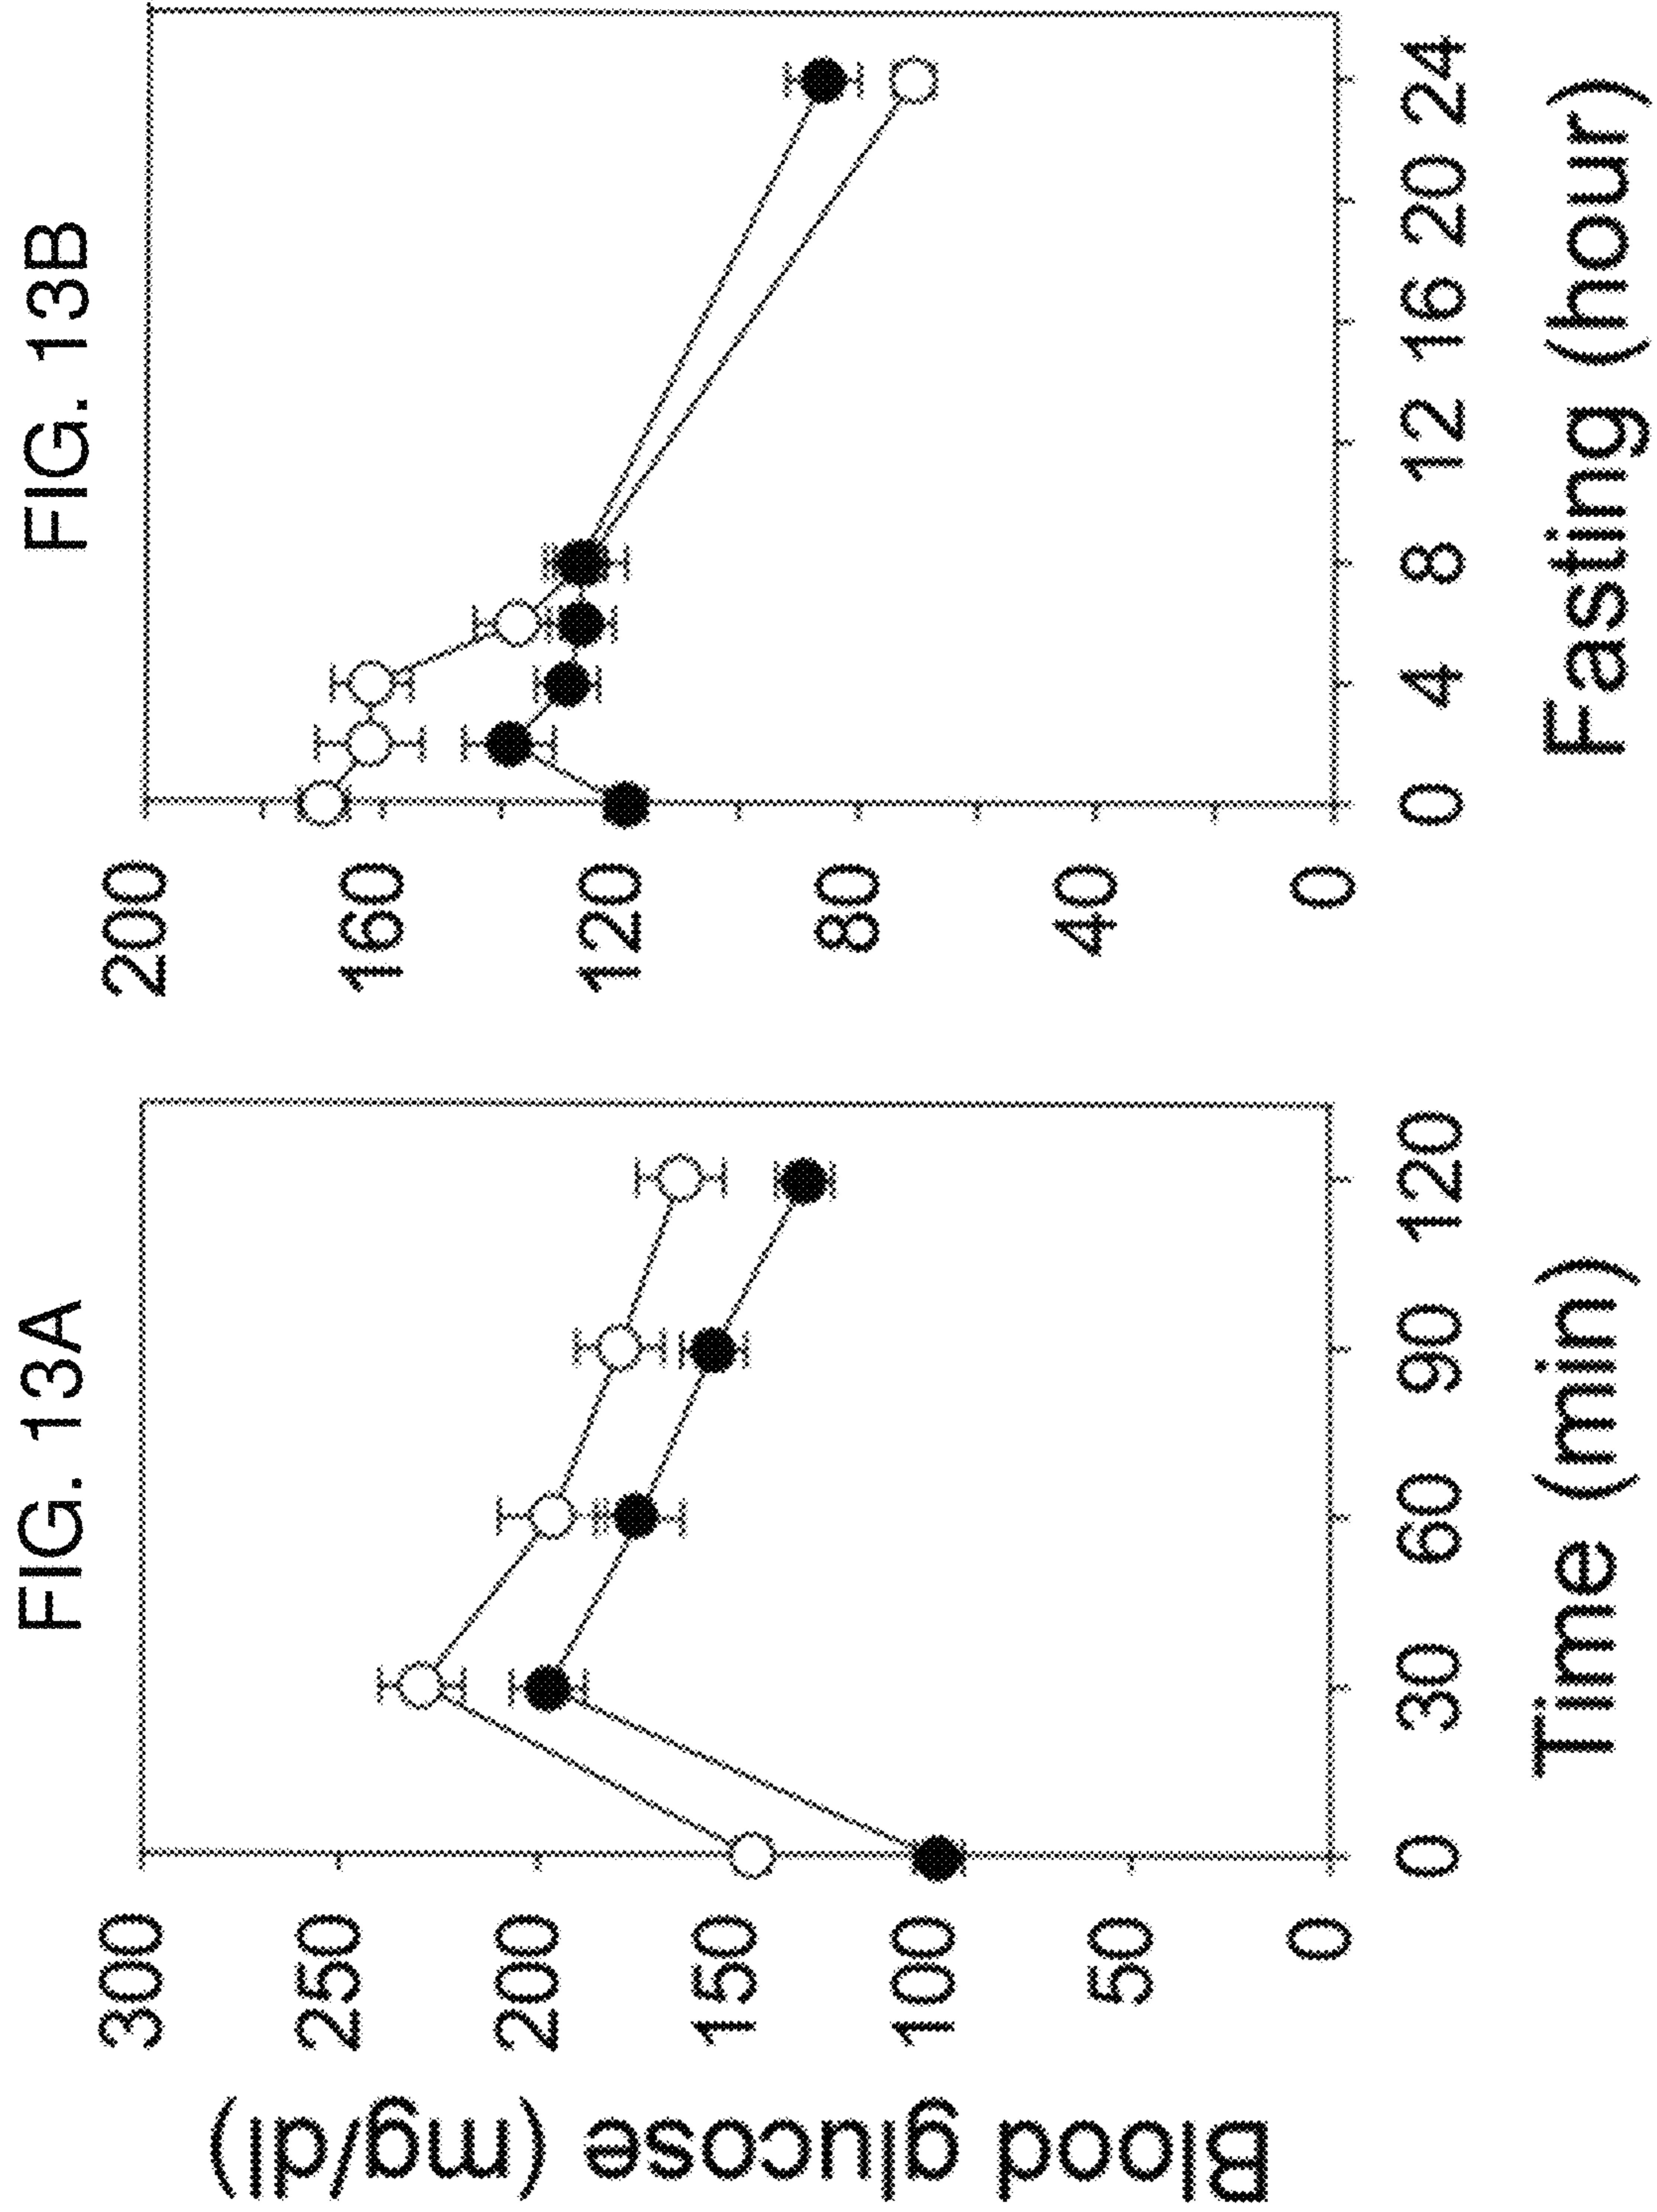 FIG. 13A
Blood glucose (mg/dl)
300
250
200
150
100
50
0
0 30 60 90 120
Time (min)
FIG. 13B
200
160
120
80
40
0
0 4 8 12 16 20 24
Fasting (hour)